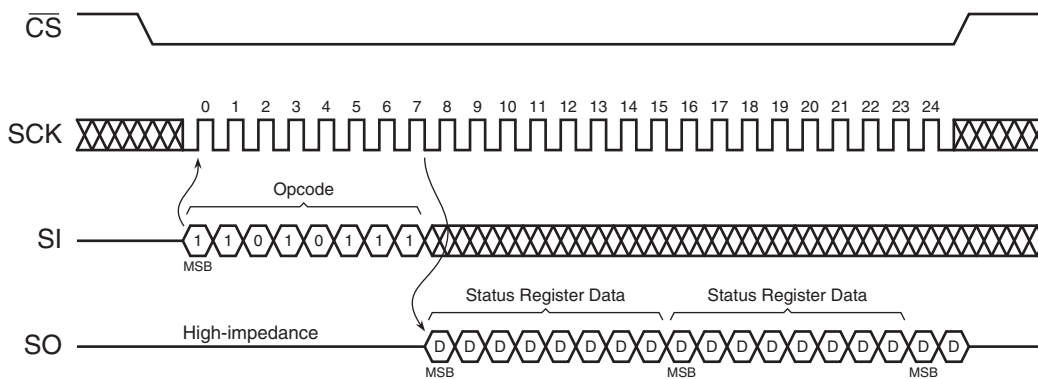 CS
0 1 2 3 4 5 6 7 8 9 10 11 12 13 14 15 16 17 18 19 20 21 22 23 24
SCK
Opcode
SI 1 1 0 1 0 1 1 1
MSB
Status Register Data Status Register Data
High-impedance
SO D D D D D D D D D D D D D D D D D D
MSB MSB MSB